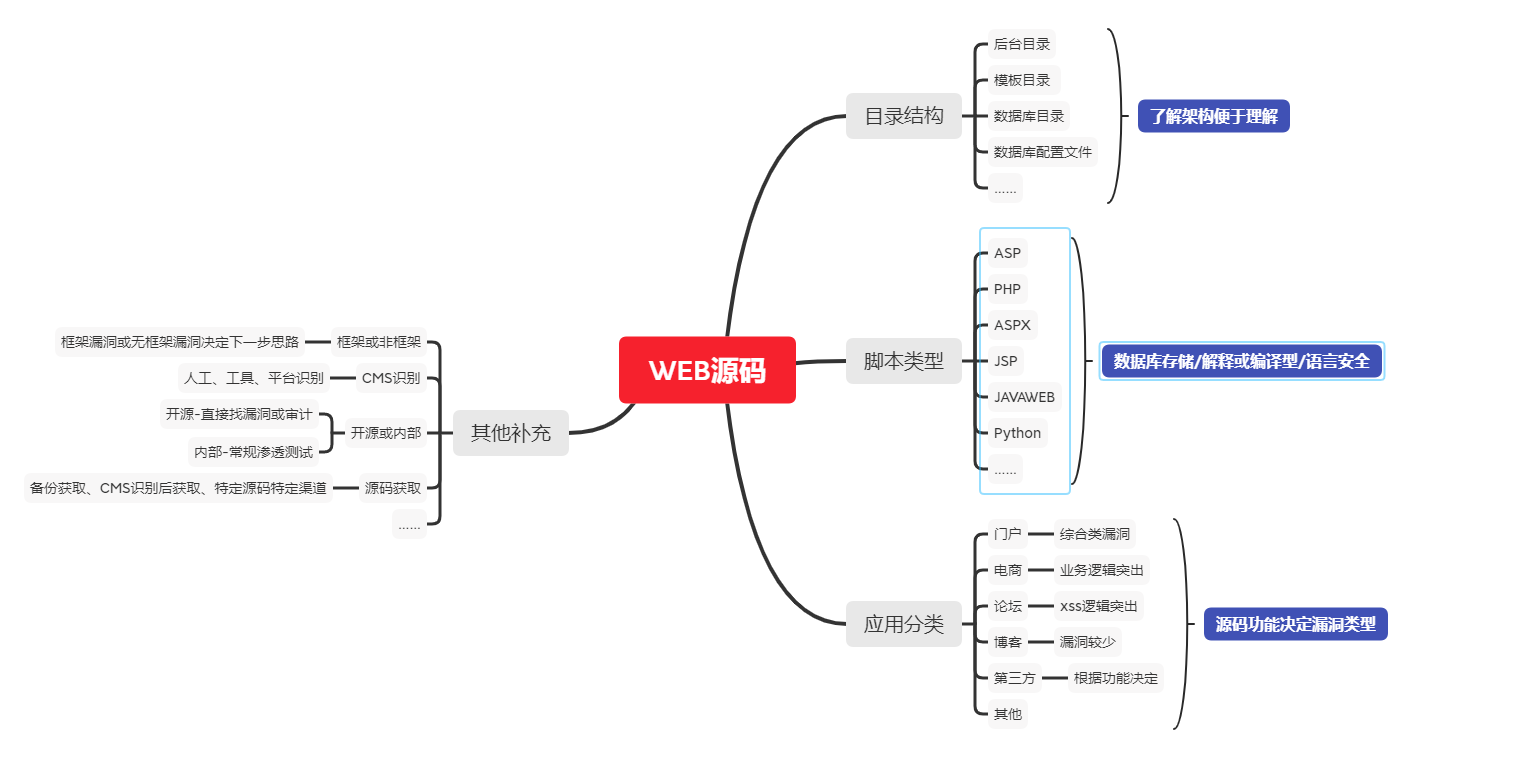 WEB源码
目录结构
后台目录
模板目录
数据库目录
数据库配置文件
......
了解架构便于理解
脚本类型
ASP
PHP
ASPX
JSP
JAVAWEB
Python
......
数据库存储/解释或编译型/语言安全
应用分类
门户
综合类漏洞
电商
业务逻辑突出
论坛
xss逻辑突出
博客
漏洞较少
第三方
根据功能决定
其他
源码功能决定漏洞类型
其他补充
框架或非框架
框架漏洞或无框架漏洞决定下一步思路
CMS识别
人工、工具、平台识别
开源或内部
开源-直接找漏洞或审计
内部-常规渗透测试
源码获取
备份获取、CMS识别后获取、特定源码特定渠道
......